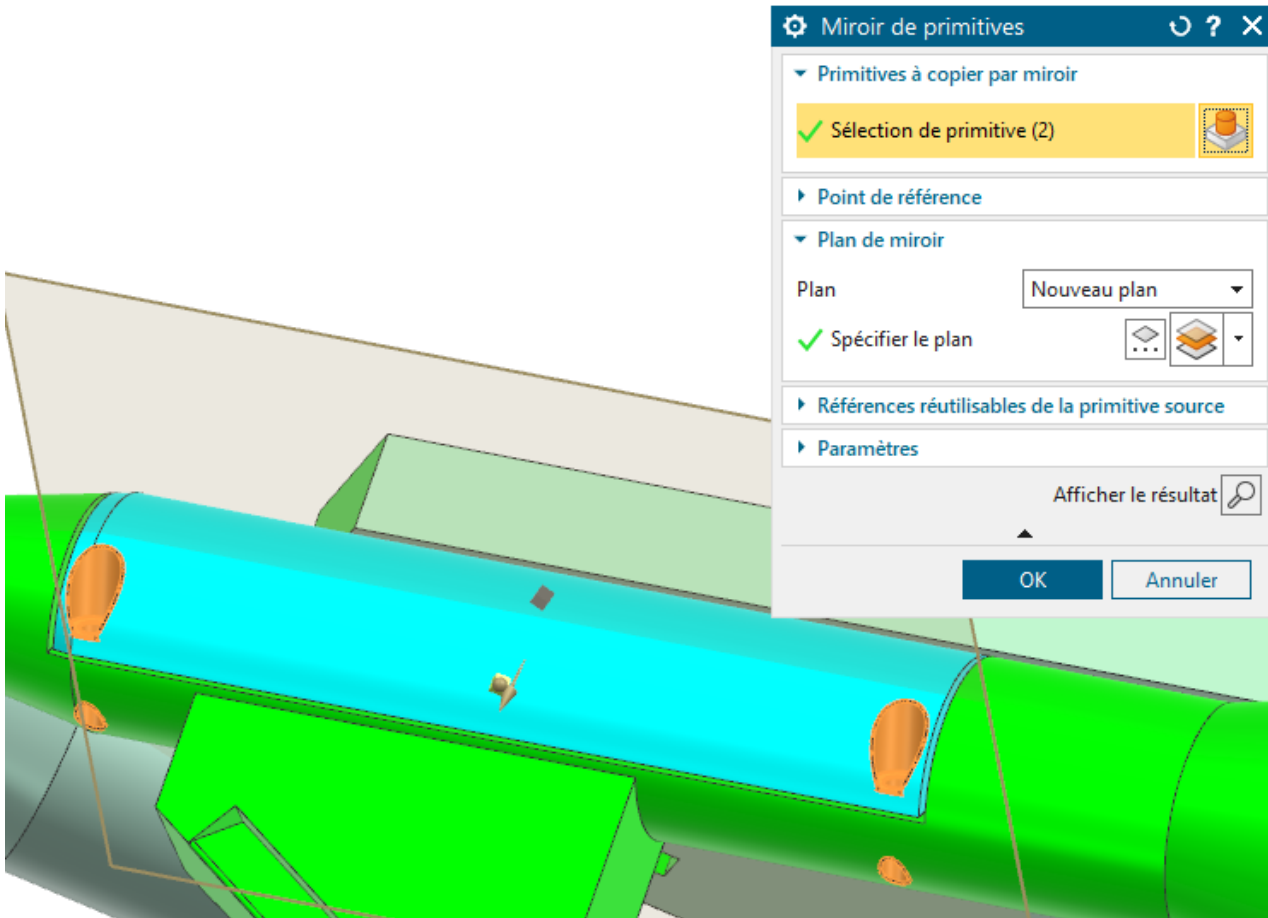 Miroir de primitives ?
Primitives à copier par miroir
Sélection de primitive (2)
Point de référence
Plan de miroir
Plan Nouveau plan
Spécifier le plan
Références réutilisables de la primitive source
Paramètres
Afficher le résultat
OK Annuler